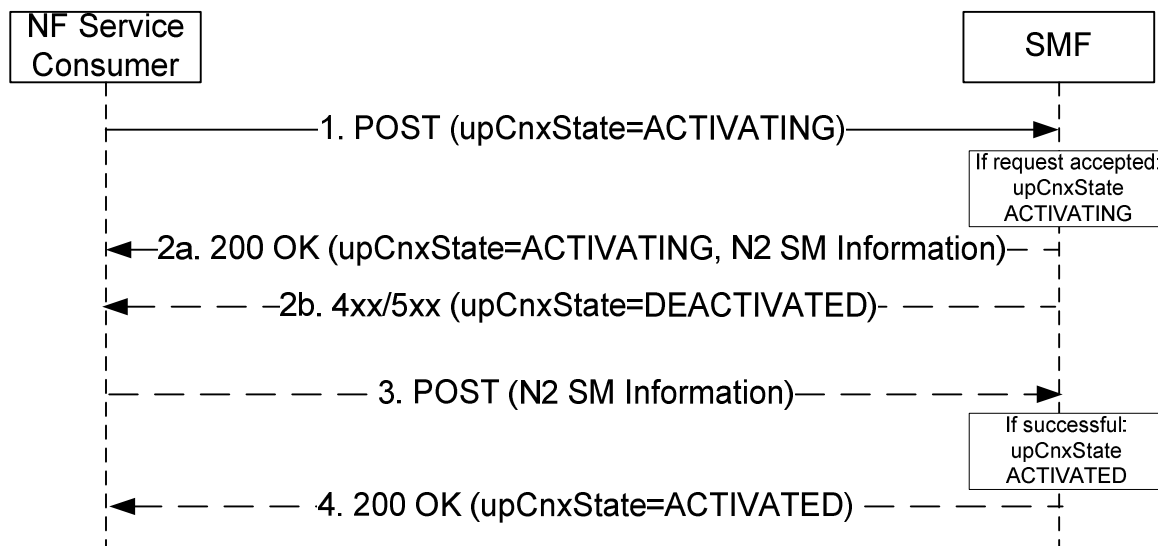 NF Service
Consumer
SMF
1. POST (upCnxState=ACTIVATING)
If request accepted:
upCnxState
ACTIVATING
2a. 200 OK (upCnxState=ACTIVATING, N2 SM Information)
2b. 4xx/5xx (upCnxState=DEACTIVATED)
3. POST (N2 SM Information)
If successful:
upCnxState
ACTIVATED
4. 200 OK (upCnxState=ACTIVATED)